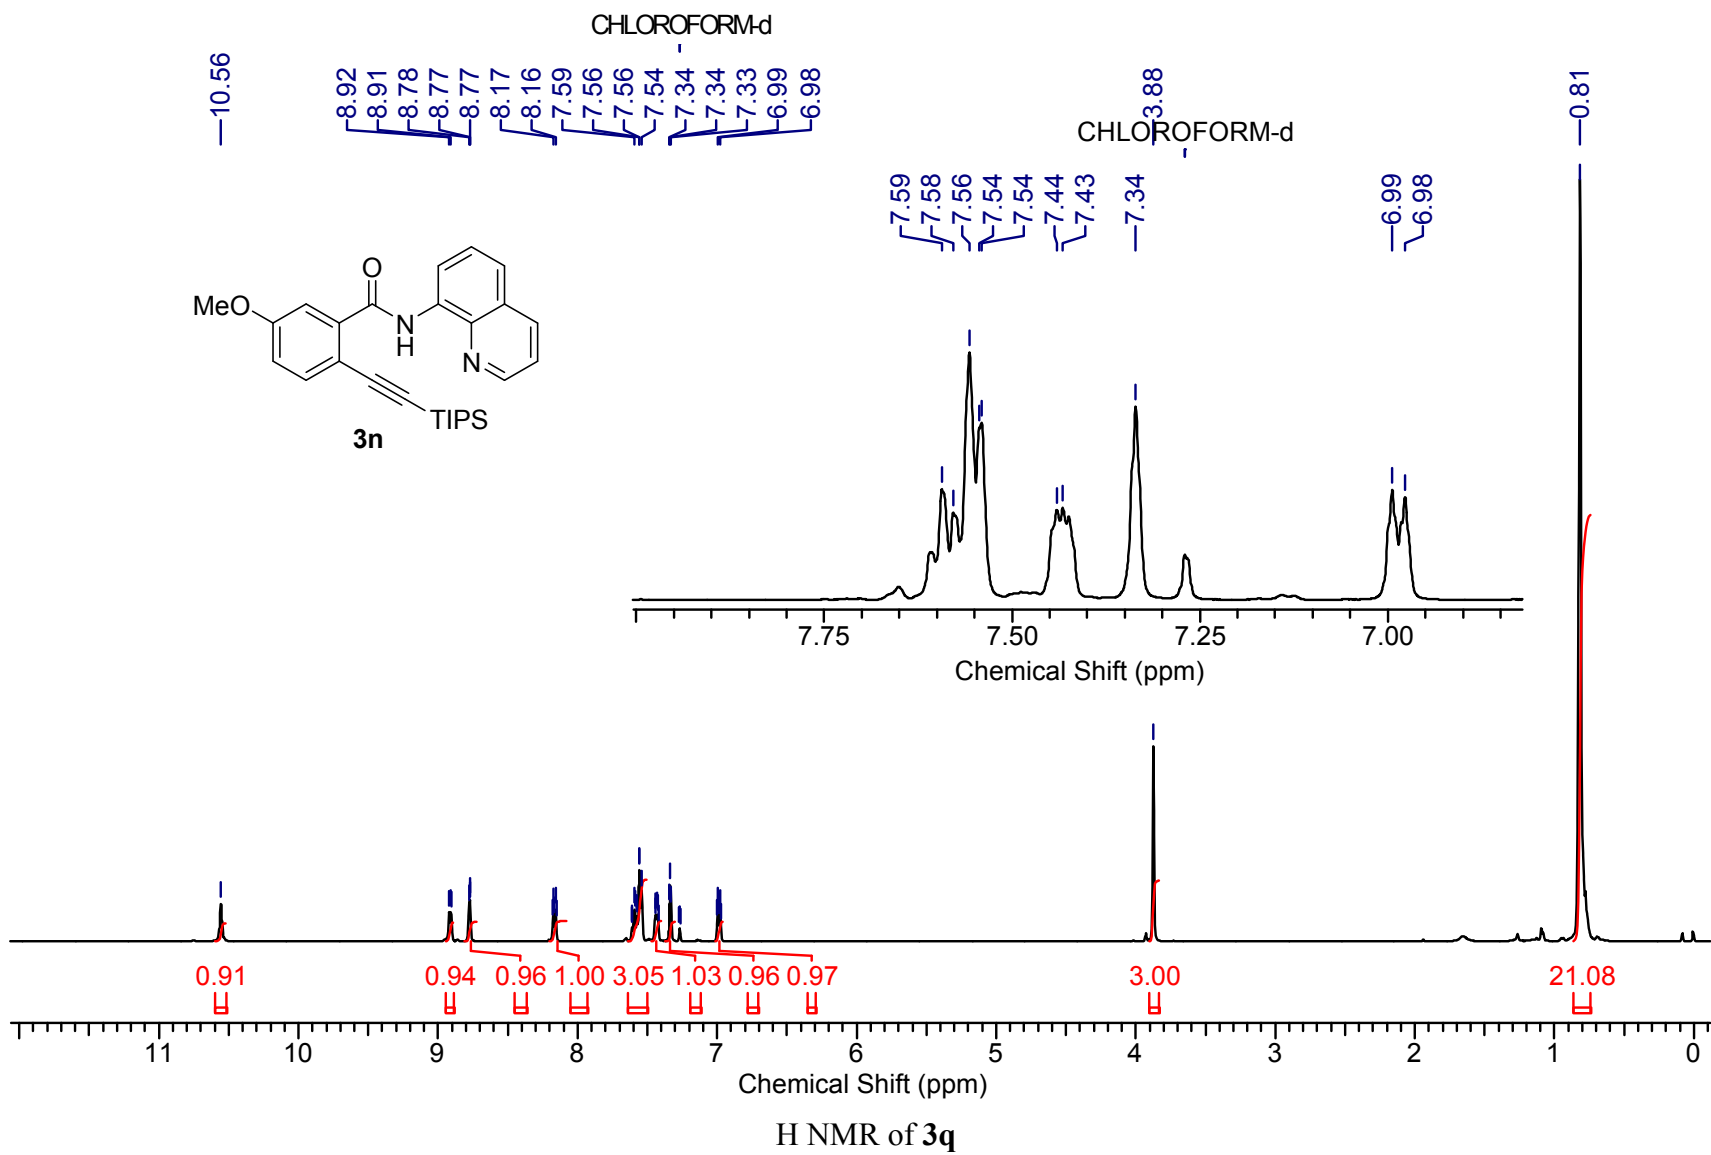 CHLOROFORM-d
10.56
8.92
8.91
8.78
8.77
8.77
8.17
8.16
7.59
7.56
7.56
7.54
7.34
7.34
7.33
6.99
6.98
3.88
0.81
CHLOROFORM-d
7.59
7.58
7.56
7.54
7.54
7.44
7.43
7.34
6.99
6.98
O
MeO
N
H
N
TIPS
3n
7.75 7.50 7.25 7.00
Chemical Shift (ppm)
0.91 0.94 0.96 1.00 3.05 1.03 0.96 0.97 3.00 21.08
11 10 9 8 7 6 5 4 3 2 1 0
Chemical Shift (ppm)
H NMR of 3q